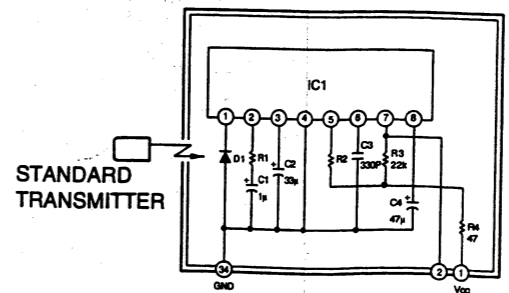 IC1
1 2 3 4 5 6 7 8
D1
R1
C1
1μ
C2
33μ
R2
C3
330P
R3
22k
C4
47μ
R4
47
STANDARD
TRANSMITTER
34
GND
2 1
Vcc